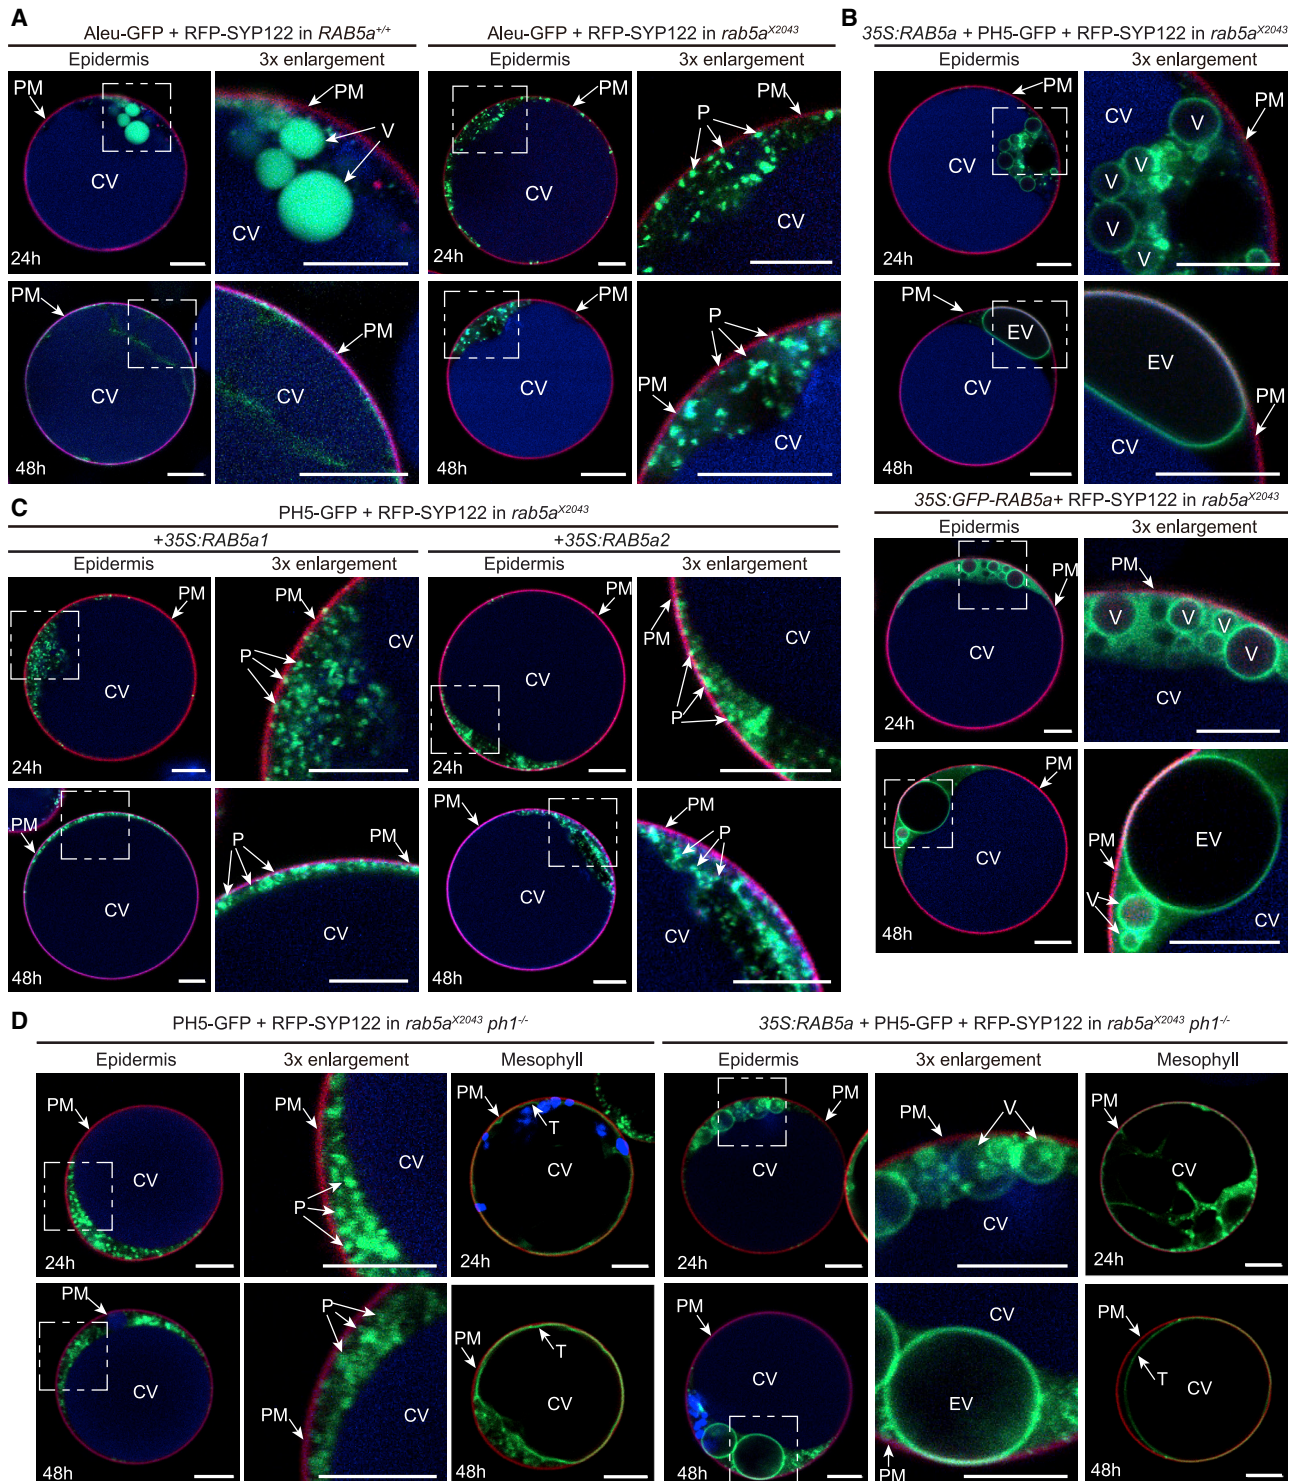 A
Aleu-GFP + RFP-SYP122 in RAB5a+/+
Aleu-GFP + RFP-SYP122 in rab5aX2043
Epidermis
3x enlargement
Epidermis
3x enlargement
PM
CV
24h
PM
V
CV
PM
CV
24h
P
PM
CV
PM
CV
48h
PM
CV
PM
CV
48h
P
PM
CV
B
35S:RAB5a + PH5-GFP + RFP-SYP122 in rab5aX2043
Epidermis
3x enlargement
PM
CV
24h
CV
V
PM
V
V
V
V
PM
EV
CV
48h
EV
PM
CV
35S:GFP-RAB5a+ RFP-SYP122 in rab5aX2043
Epidermis
3x enlargement
PM
CV
24h
PM
V
V
V
V
CV
PM
CV
48h
PM
EV
V
CV
C
PH5-GFP + RFP-SYP122 in rab5aX2043
+35S:RAB5a1
+35S:RAB5a2
Epidermis
3x enlargement
Epidermis
3x enlargement
PM
CV
24h
PM
P
CV
PM
CV
24h
PM
CV
P
P
PM
CV
48h
P
PM
CV
PM
CV
48h
PM
P
CV
D
PH5-GFP + RFP-SYP122 in rab5aX2043 ph1-/-
35S:RAB5a + PH5-GFP + RFP-SYP122 in rab5aX2043 ph1-/-
Epidermis
3x enlargement
Mesophyll
Epidermis
3x enlargement
Mesophyll
PM
CV
24h
PM
CV
P
PM
T
CV
24h
PM
CV
24h
PM
V
CV
PM
CV
24h
PM
CV
48h
P
PM
CV
PM
T
CV
48h
PM
CV
48h
CV
EV
PM
PM
T
CV
48h